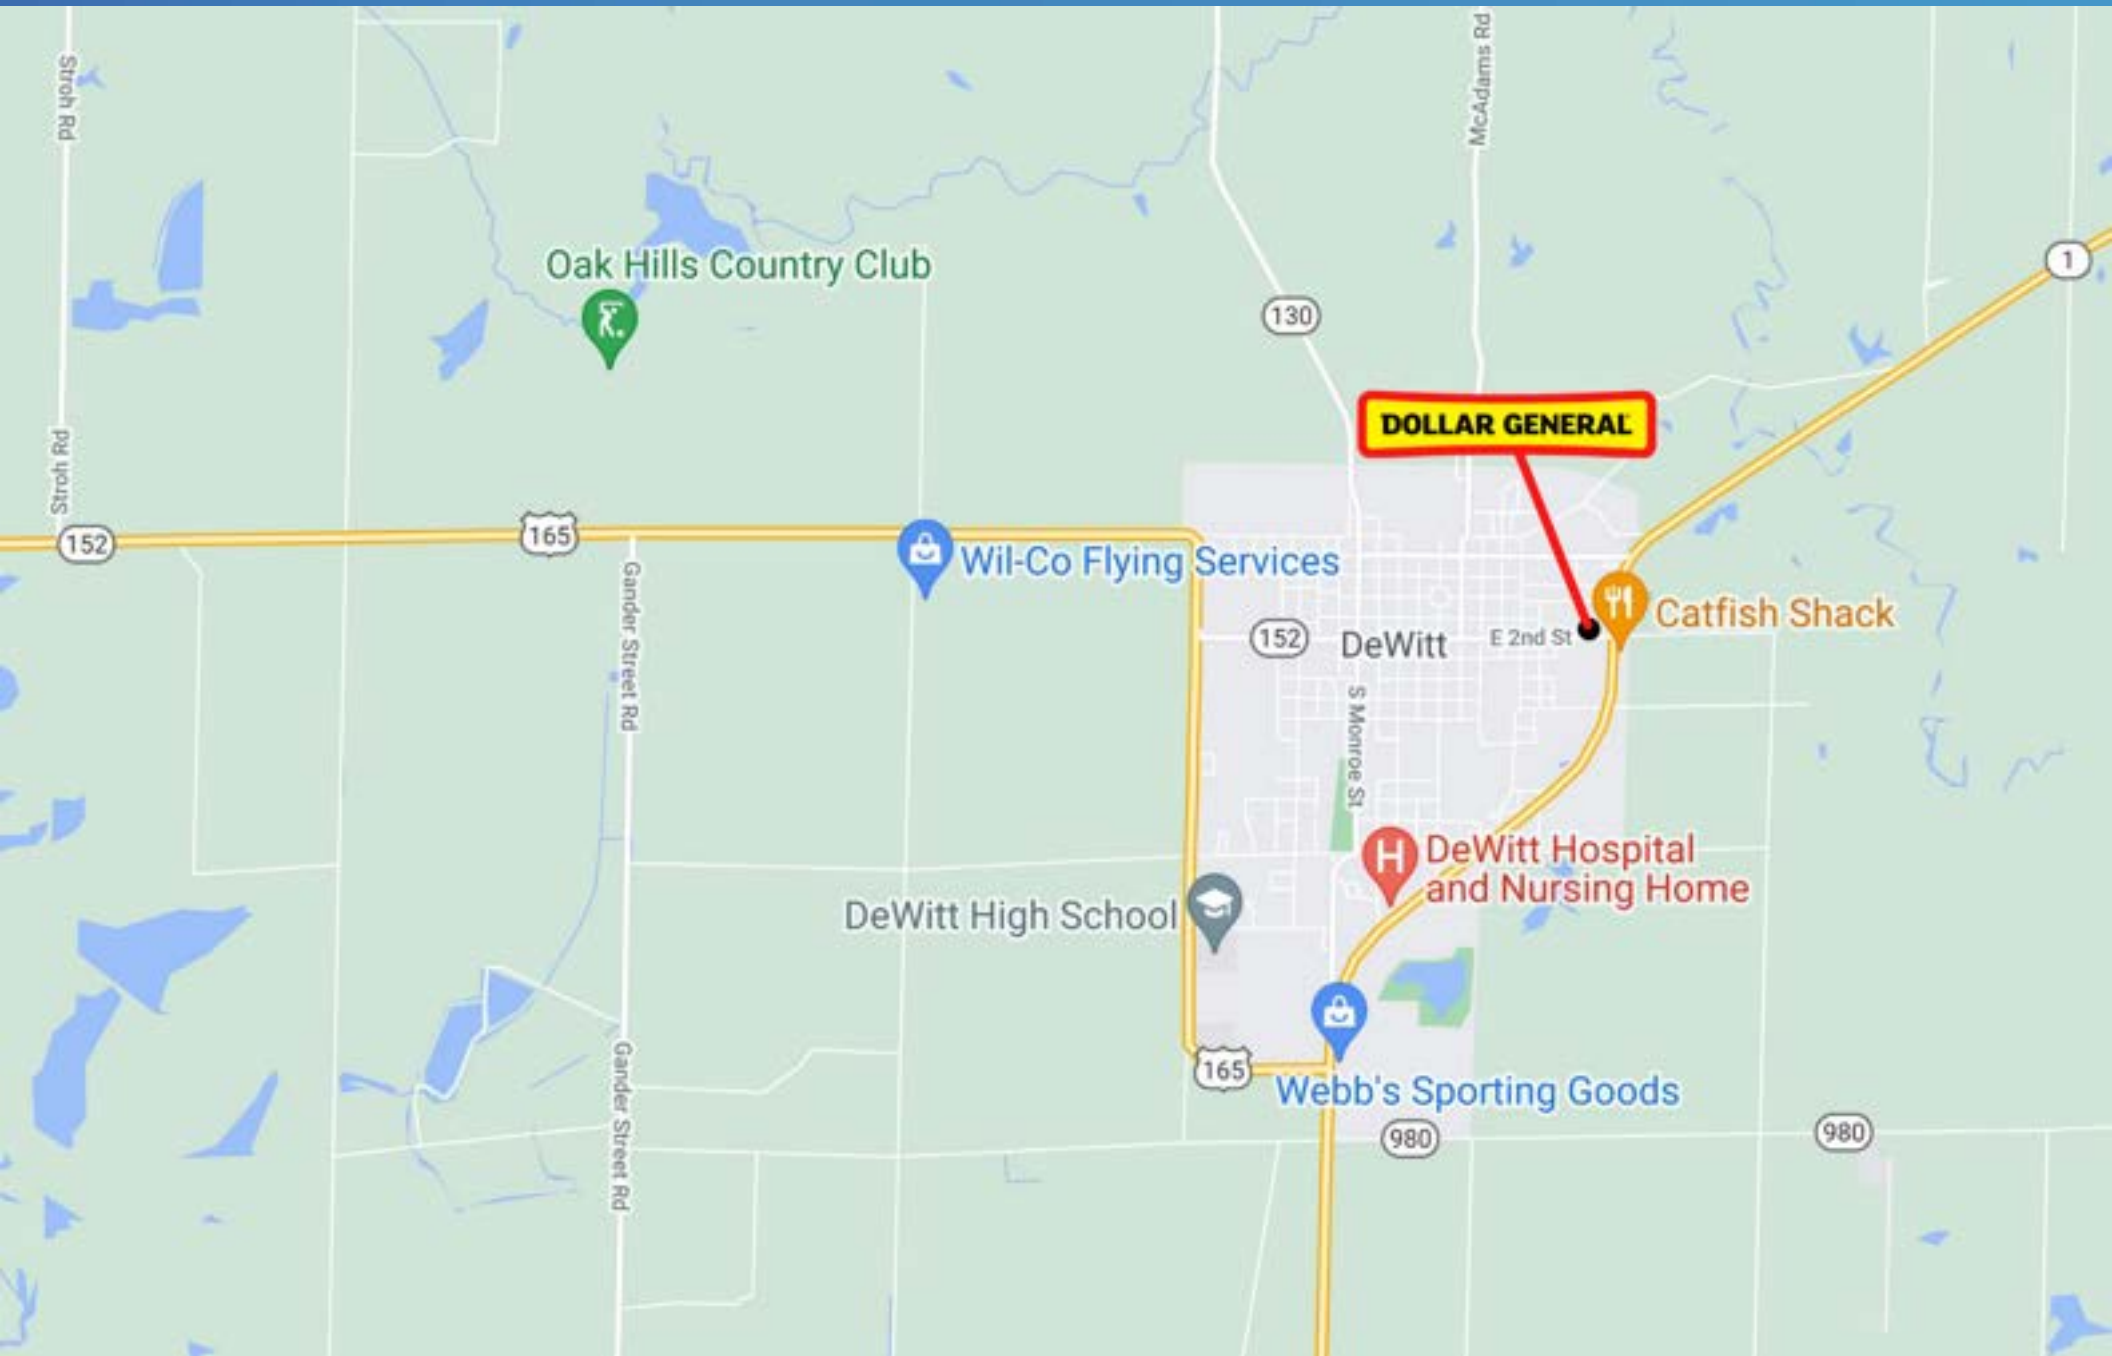 Stroh Rd
McAdams Rd
1
Oak Hills Country Club
130
DOLLAR GENERAL
Stroh Rd
152
165
Wil-Co Flying Services
Gander Street Rd
Catfish Shack
152
DeWitt
E 2nd St
S Monroe St
H
DeWitt Hospital
and Nursing Home
DeWitt High School
165
Webb's Sporting Goods
Gander Street Rd
980
980